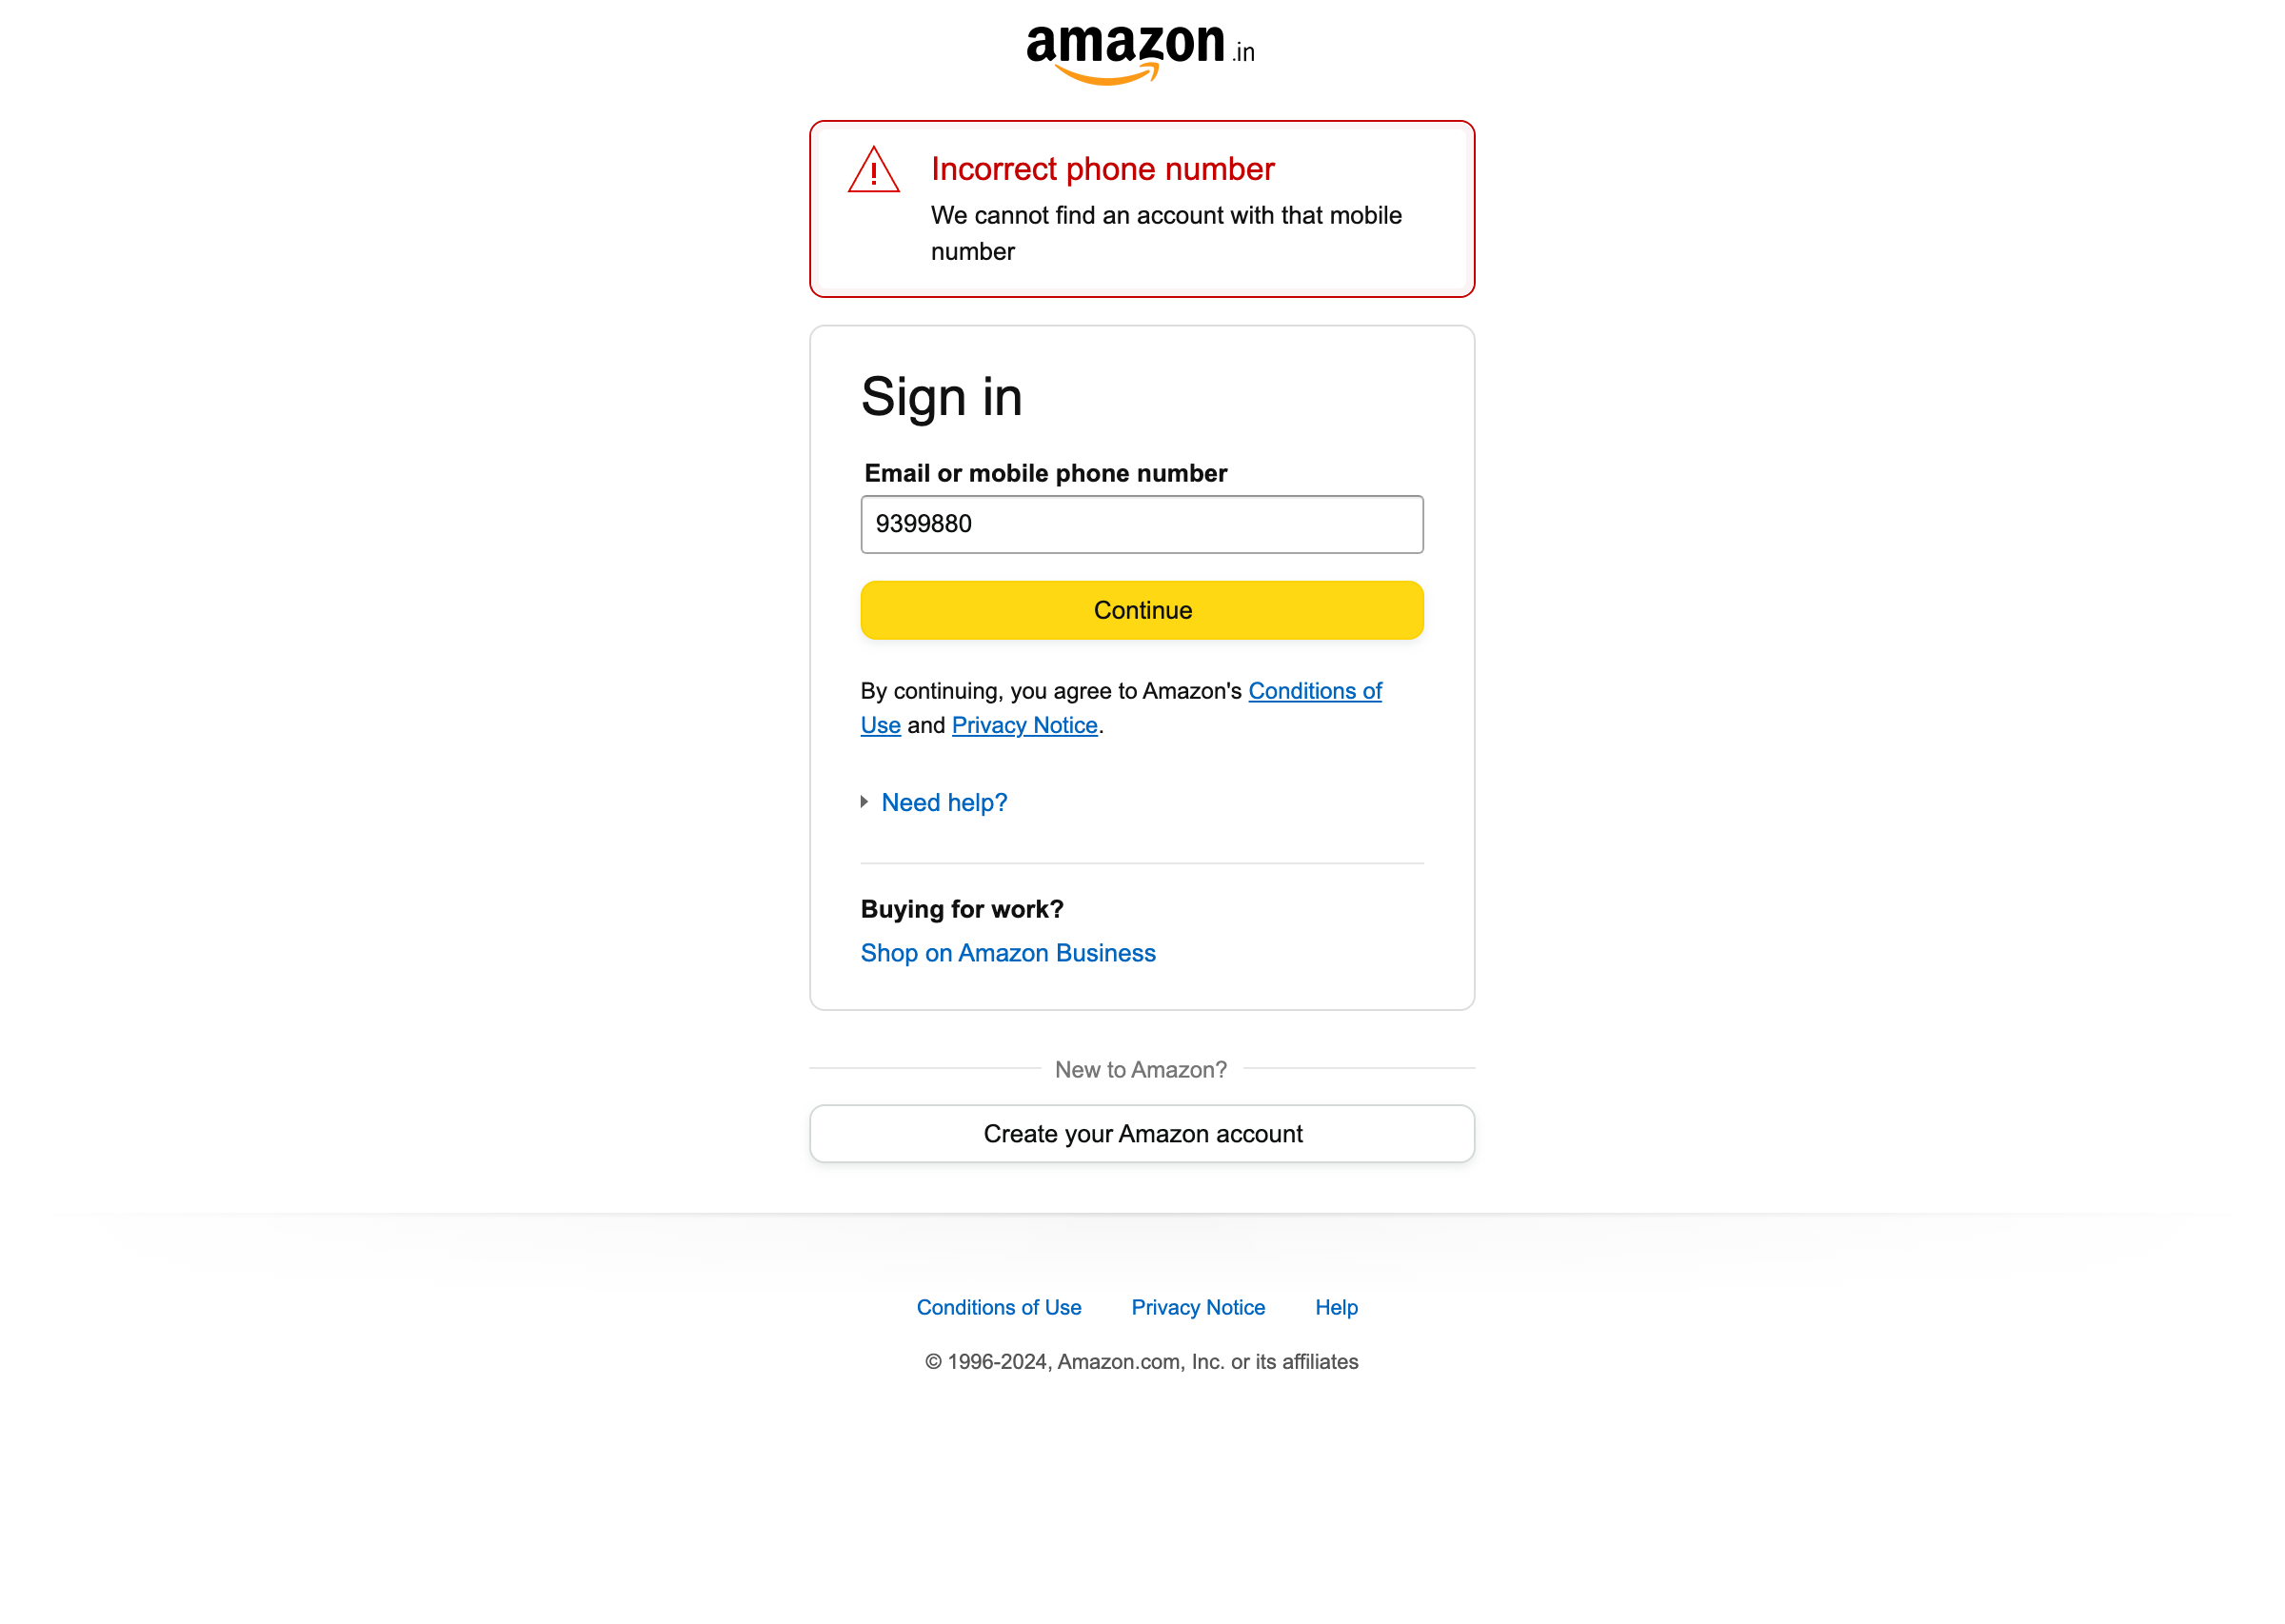 amazon.in
Incorrect phone number
We cannot find an account with that mobile
number
Sign in
Email or mobile phone number
9399880
Continue
By continuing, you agree to Amazon's Conditions of
Use and Privacy Notice.
Need help?
Buying for work?
Shop on Amazon Business
New to Amazon?
Create your Amazon account
Conditions of Use Privacy Notice Help
© 1996-2024, Amazon.com, Inc. or its affiliates